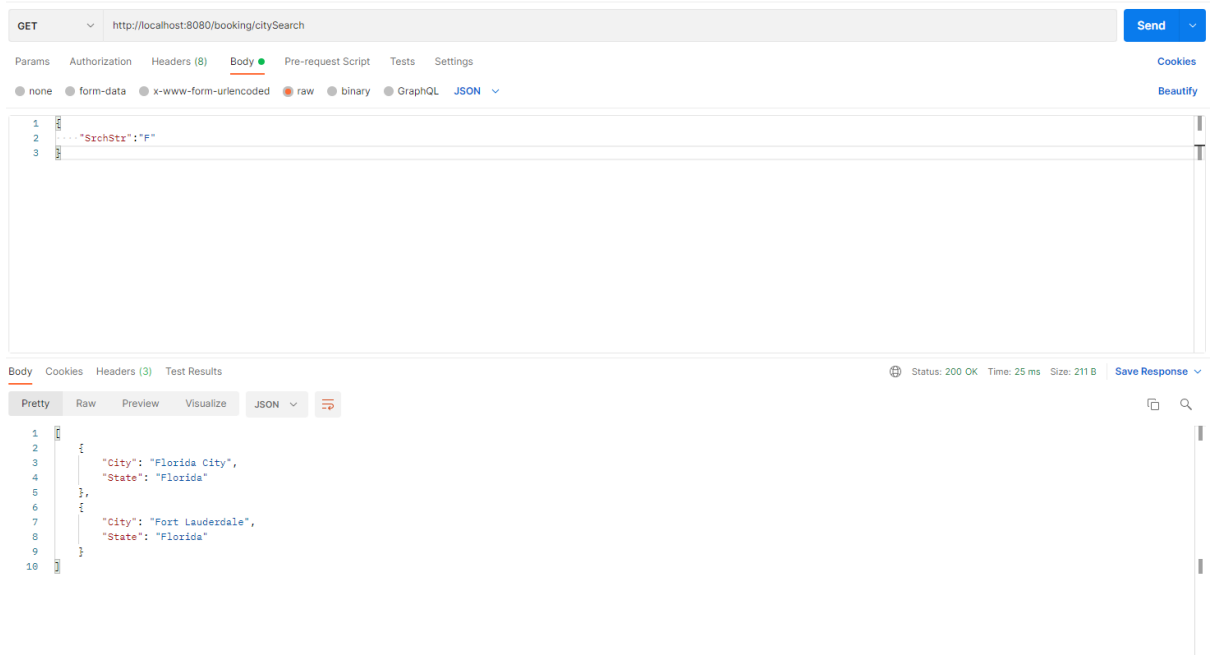 GET http://localhost:8080/booking/citySearch Send
Params Authorization Headers (8) Body Pre-request Script Tests Settings Cookies
none form-data x-www-form-urlencoded raw binary GraphQL JSON Beautify
1 {
2 ····"SrchStr":"F"
3 }
Body Cookies Headers (3) Test Results Status: 200 OK Time: 25 ms Size: 211 B Save Response
Pretty Raw Preview Visualize JSON
1 [
2 {
3 "City": "Florida City",
4 "State": "Florida"
5 },
6 {
7 "City": "Fort Lauderdale",
8 "State": "Florida"
9 }
10 ]